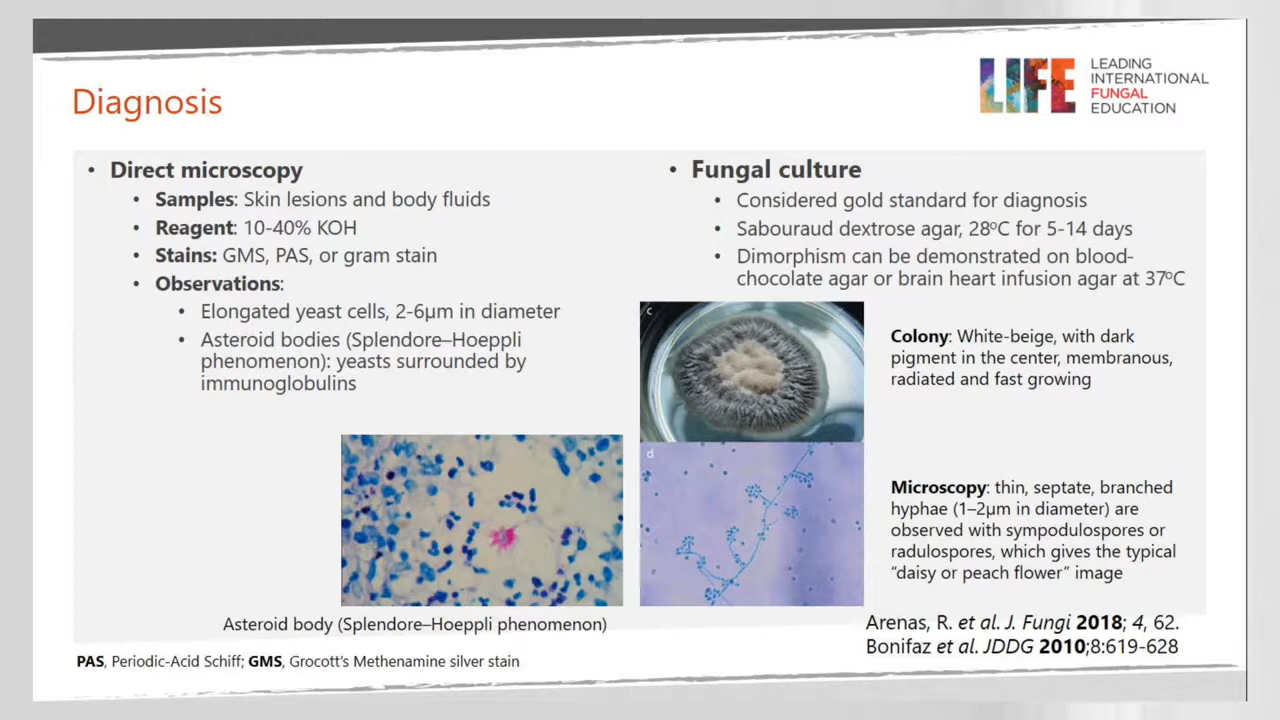 LIFE
LEADING
INTERNATIONAL
FUNGAL
EDUCATION
Diagnosis
• Direct microscopy
• Samples: Skin lesions and body fluids
• Reagent: 10-40% KOH
• Stains: GMS, PAS, or gram stain
• Observations:
• Elongated yeast cells, 2-6µm in diameter
• Asteroid bodies (Splendore–Hoeppli
phenomenon): yeasts surrounded by
immunoglobulins
Asteroid body (Splendore–Hoeppli phenomenon)
• Fungal culture
• Considered gold standard for diagnosis
• Sabouraud dextrose agar, 28ºC for 5-14 days
• Dimorphism can be demonstrated on blood-
chocolate agar or brain heart infusion agar at 37ºC
c
Colony: White-beige, with dark
pigment in the center, membranous,
radiated and fast growing
d
Microscopy: thin, septate, branched
hyphae (1–2µm in diameter) are
observed with sympodulospores or
radulospores, which gives the typical
“daisy or peach flower” image
Arenas, R. et al. J. Fungi 2018; 4, 62.
Bonifaz et al. JDDG 2010;8:619-628
PAS, Periodic-Acid Schiff; GMS, Grocott’s Methenamine silver stain